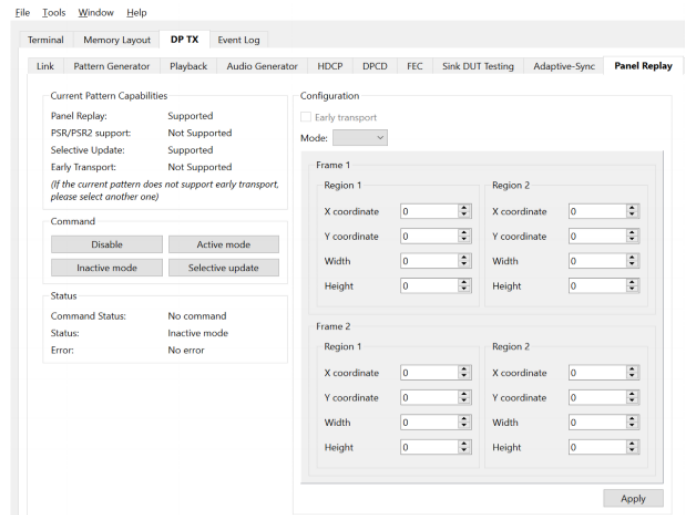 File Tools Window Help
Terminal Memory Layout DP TX Event Log
Link Pattern Generator Playback Audio Generator HDCP DPCD FEC Sink DUT Testing Adaptive-Sync Panel Replay
Current Pattern Capabilities
Panel Replay: Supported
PSR/PSR2 support: Not Supported
Selective Update: Supported
Early Transport: Not Supported
(If the current pattern does not support early transport,
please select another one)
Command
Disable Active mode
Inactive mode Selective update
Status
Command Status: No command
Status: Inactive mode
Error: No error
Configuration
Early transport
Mode:
Frame 1
Region 1 Region 2
X coordinate 0 X coordinate 0
Y coordinate 0 Y coordinate 0
Width 0 Width 0
Height 0 Height 0
Frame 2
Region 1 Region 2
X coordinate 0 X coordinate 0
Y coordinate 0 Y coordinate 0
Width 0 Width 0
Height 0 Height 0
Apply